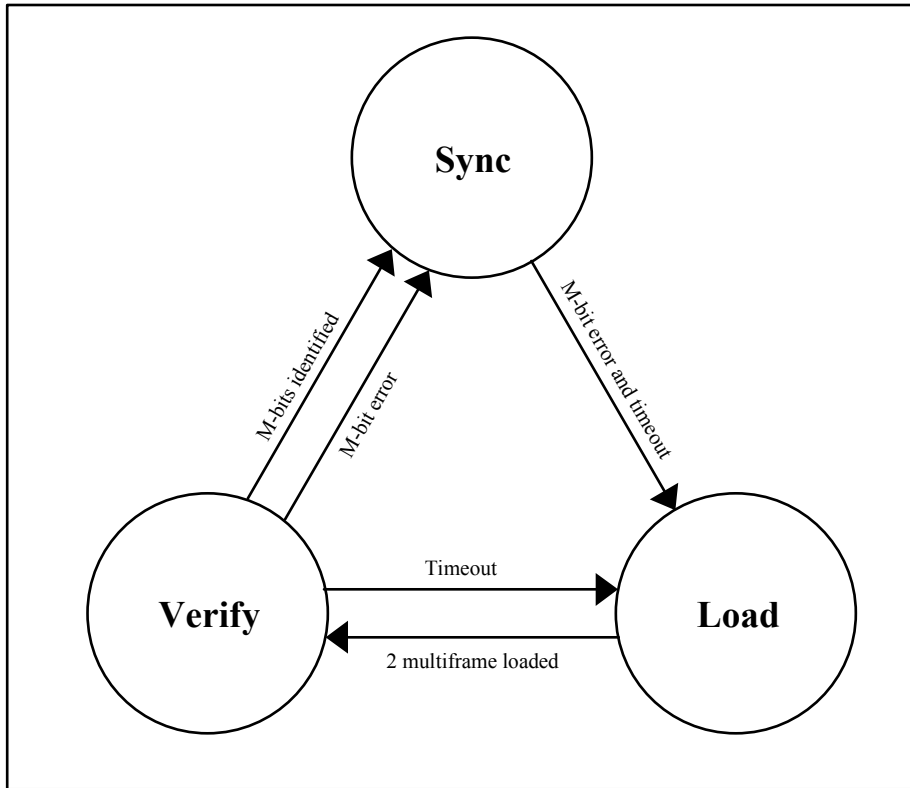 Sync
M-bits identified
M-bit error
M-bit error and timeout
Timeout
Verify
Load
2 multiframe loaded